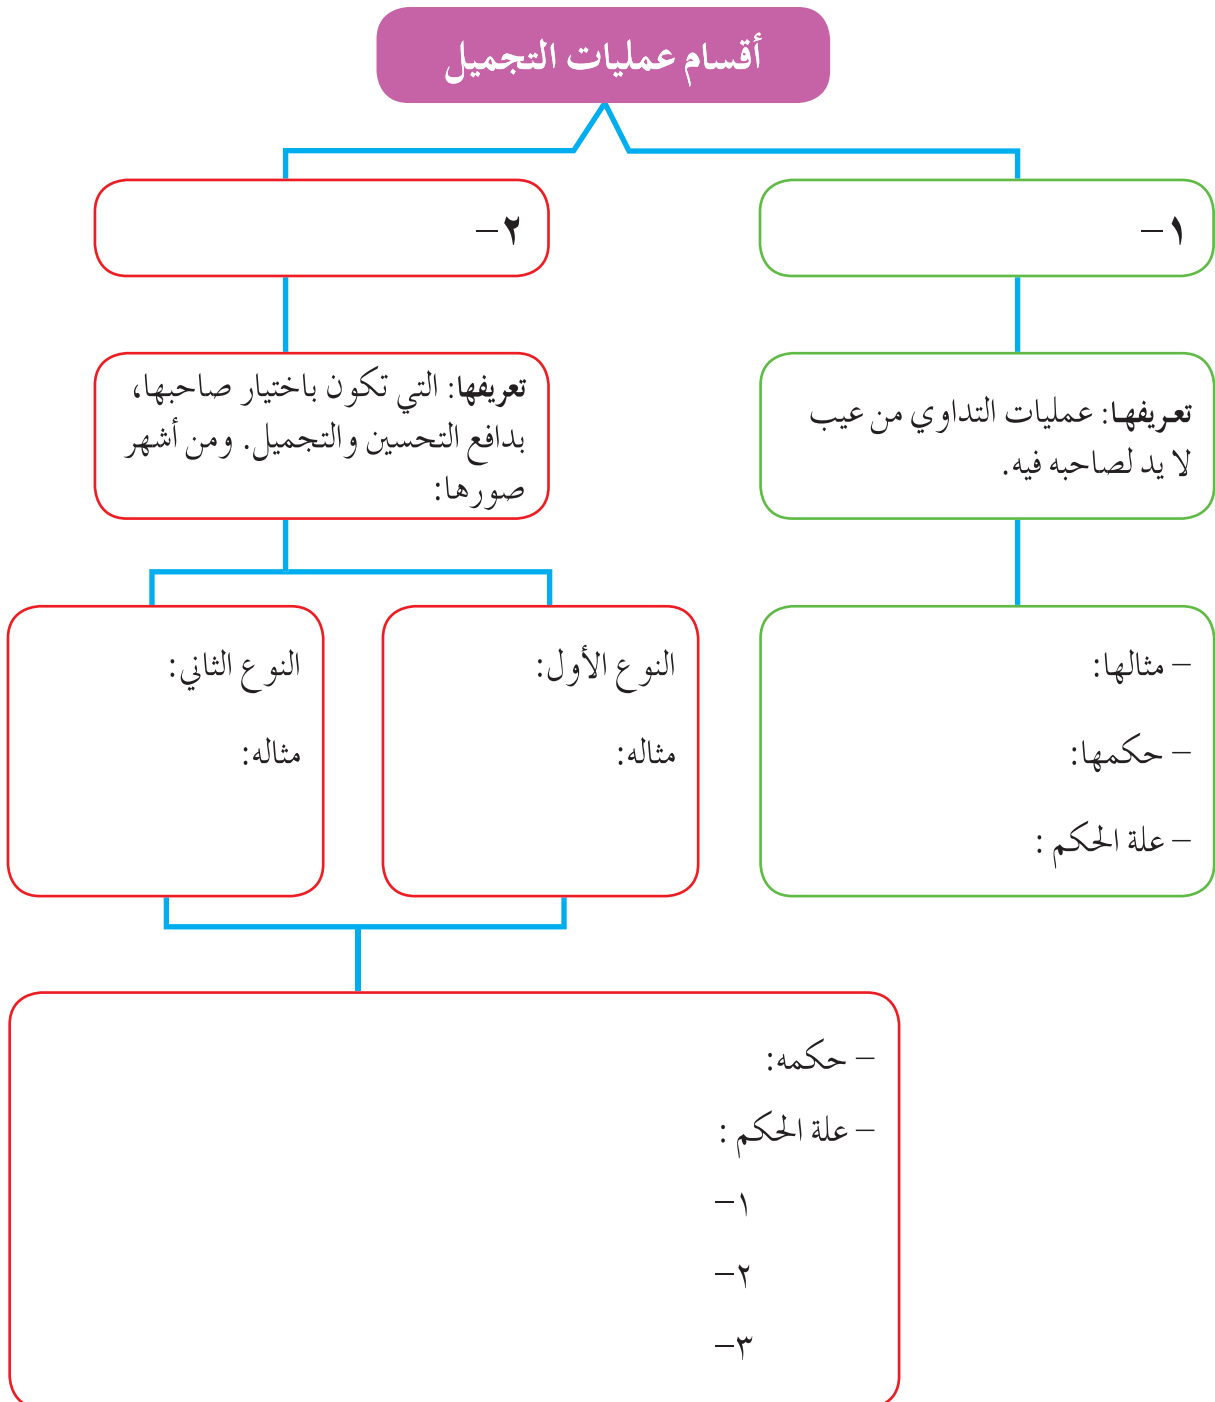 أقسام عمليات التجميل
١ –
٢ –
تعريفهـا: عمليات التداوي من عيب
لا يد لصاحبه فيه.
تعريفها: التي تكون باختيار صاحبها،
بدافع التحسين والتجميل. ومن أشهر
صورها:
– مثالها:
– حكمها:
– علة الحكم :
النوع الأول:
مثاله:
النوع الثاني:
مثاله:
– حكمه:
– علة الحكم :
١–
٢–
٣–